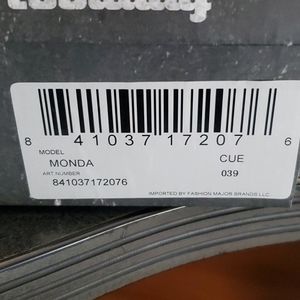 8 41037 17207 6
MODEL
MONDA CUE
ART.NUMBER 039
841037172076
IMPORTED BY FASHION MAJOR BRANDS LLC